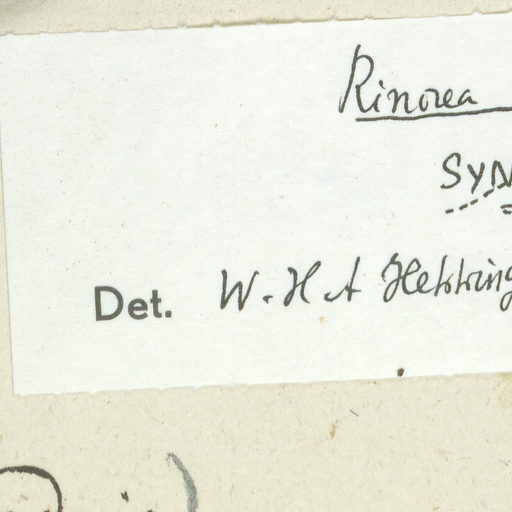 Rinorea
SYN
Det. W. H. A Hekking